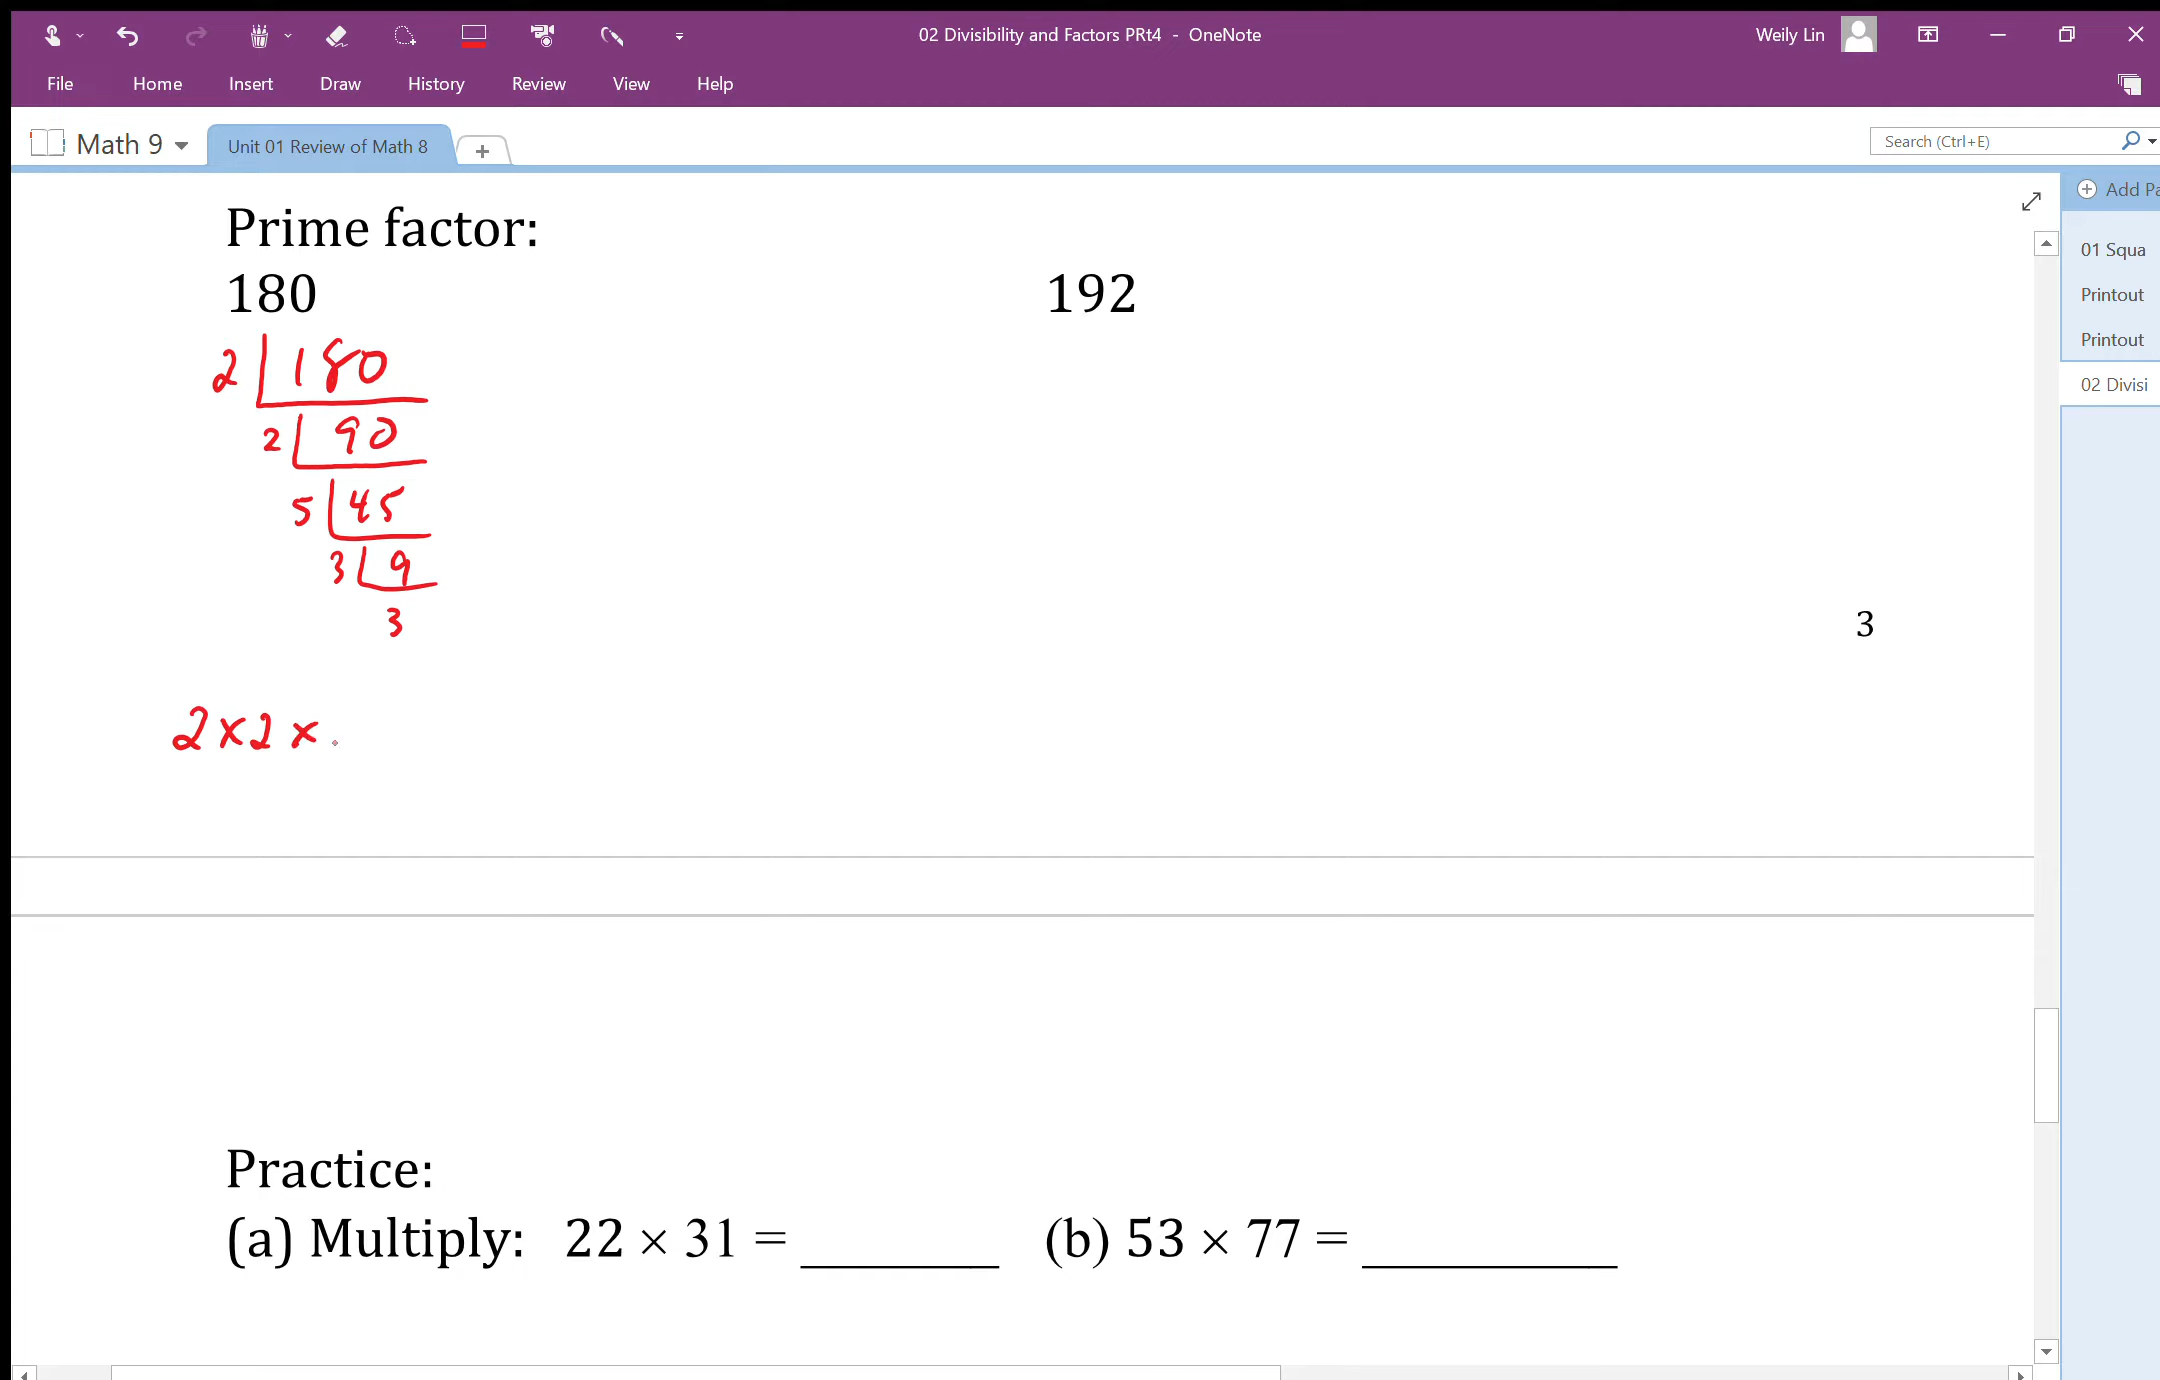 02 Divisibility and Factors PRt4 - OneNote
Weily Lin
File Home Insert Draw History Review View Help
Math 9
Unit 01 Review of Math 8
+
Search (Ctrl+E)
Add Pa
01 Squa
Printout
Printout
02 Divisi
Prime factor:
180 192
2 180
2 90
5 45
3 9
3
3
2 × 2 ×
Practice:
(a) Multiply: 22 × 31 = ________ (b) 53 × 77 = __________